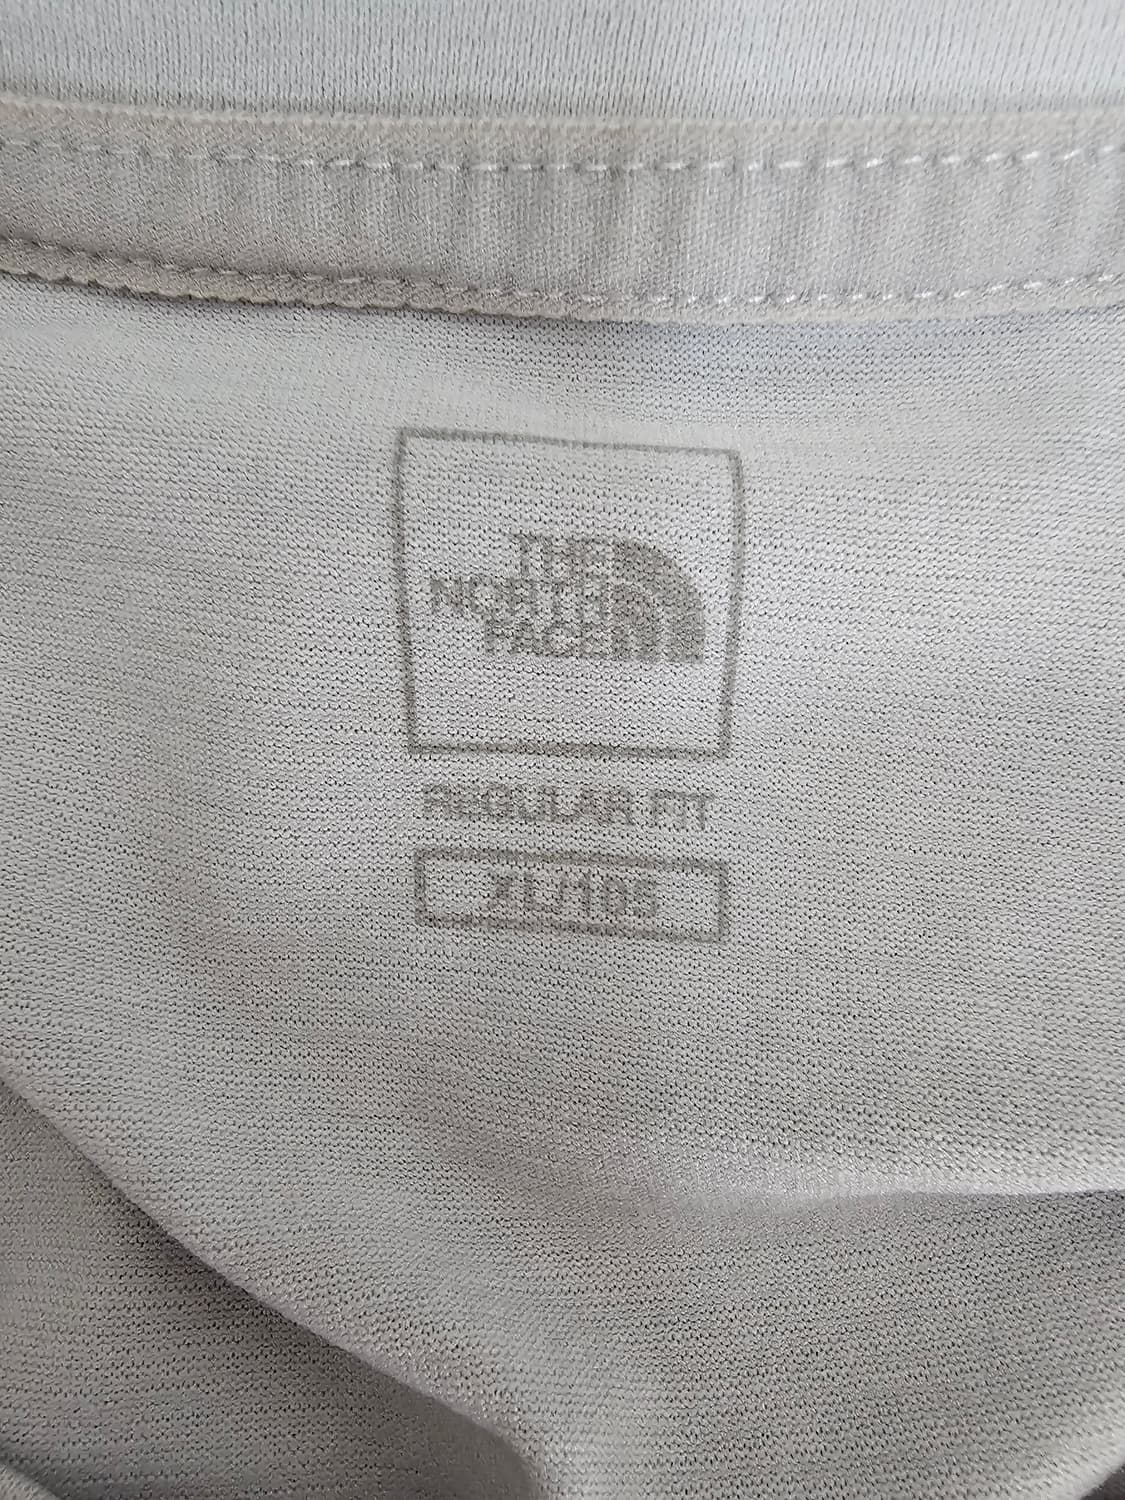 THE
NORTH
FACE
REGULAR FIT
XL/105